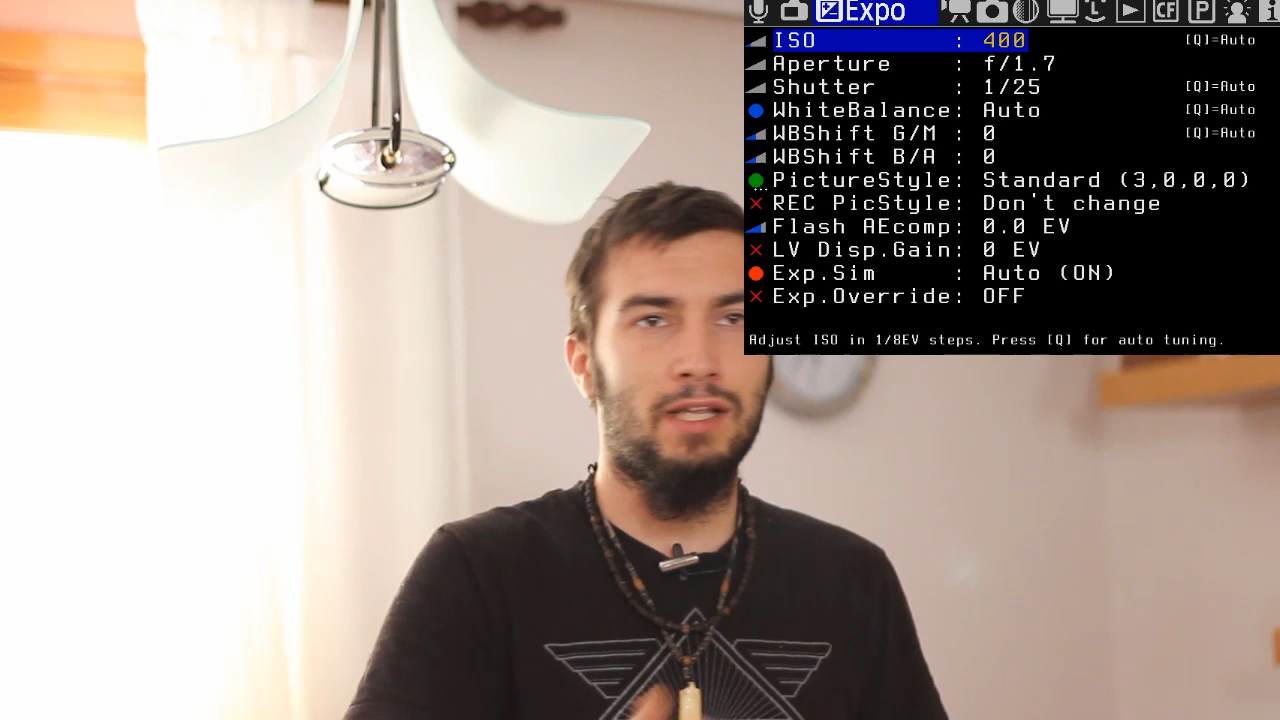 Expo
ISO : 400 [Q]=Auto
Aperture : f/1.7
Shutter : 1/25 [Q]=Auto
WhiteBalance: Auto [Q]=Auto
WBShift G/M : 0 [Q]=Auto
WBShift B/A : 0
PictureStyle: Standard (3,0,0,0)
REC PicStyle: Don't change
Flash AEcomp: 0.0 EV
LV Disp.Gain: 0 EV
Exp.Sim : Auto (ON)
Exp.Override: OFF
Adjust ISO in 1/8EV steps. Press [Q] for auto tuning.